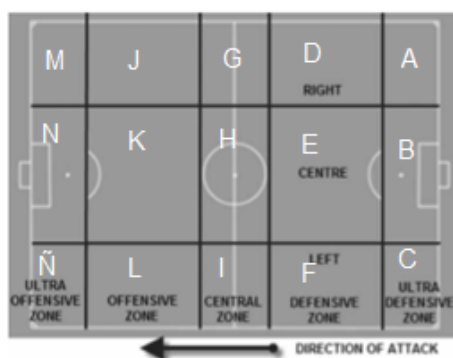 M J G D A
RIGHT
N K H E B
CENTRE
Ñ L I LEFT F C
ULTRA OFFENSIVE ZONE
OFFENSIVE ZONE
CENTRAL ZONE
DEFENSIVE ZONE
ULTRA DEFENSIVE ZONE
DIRECTION OF ATTACK